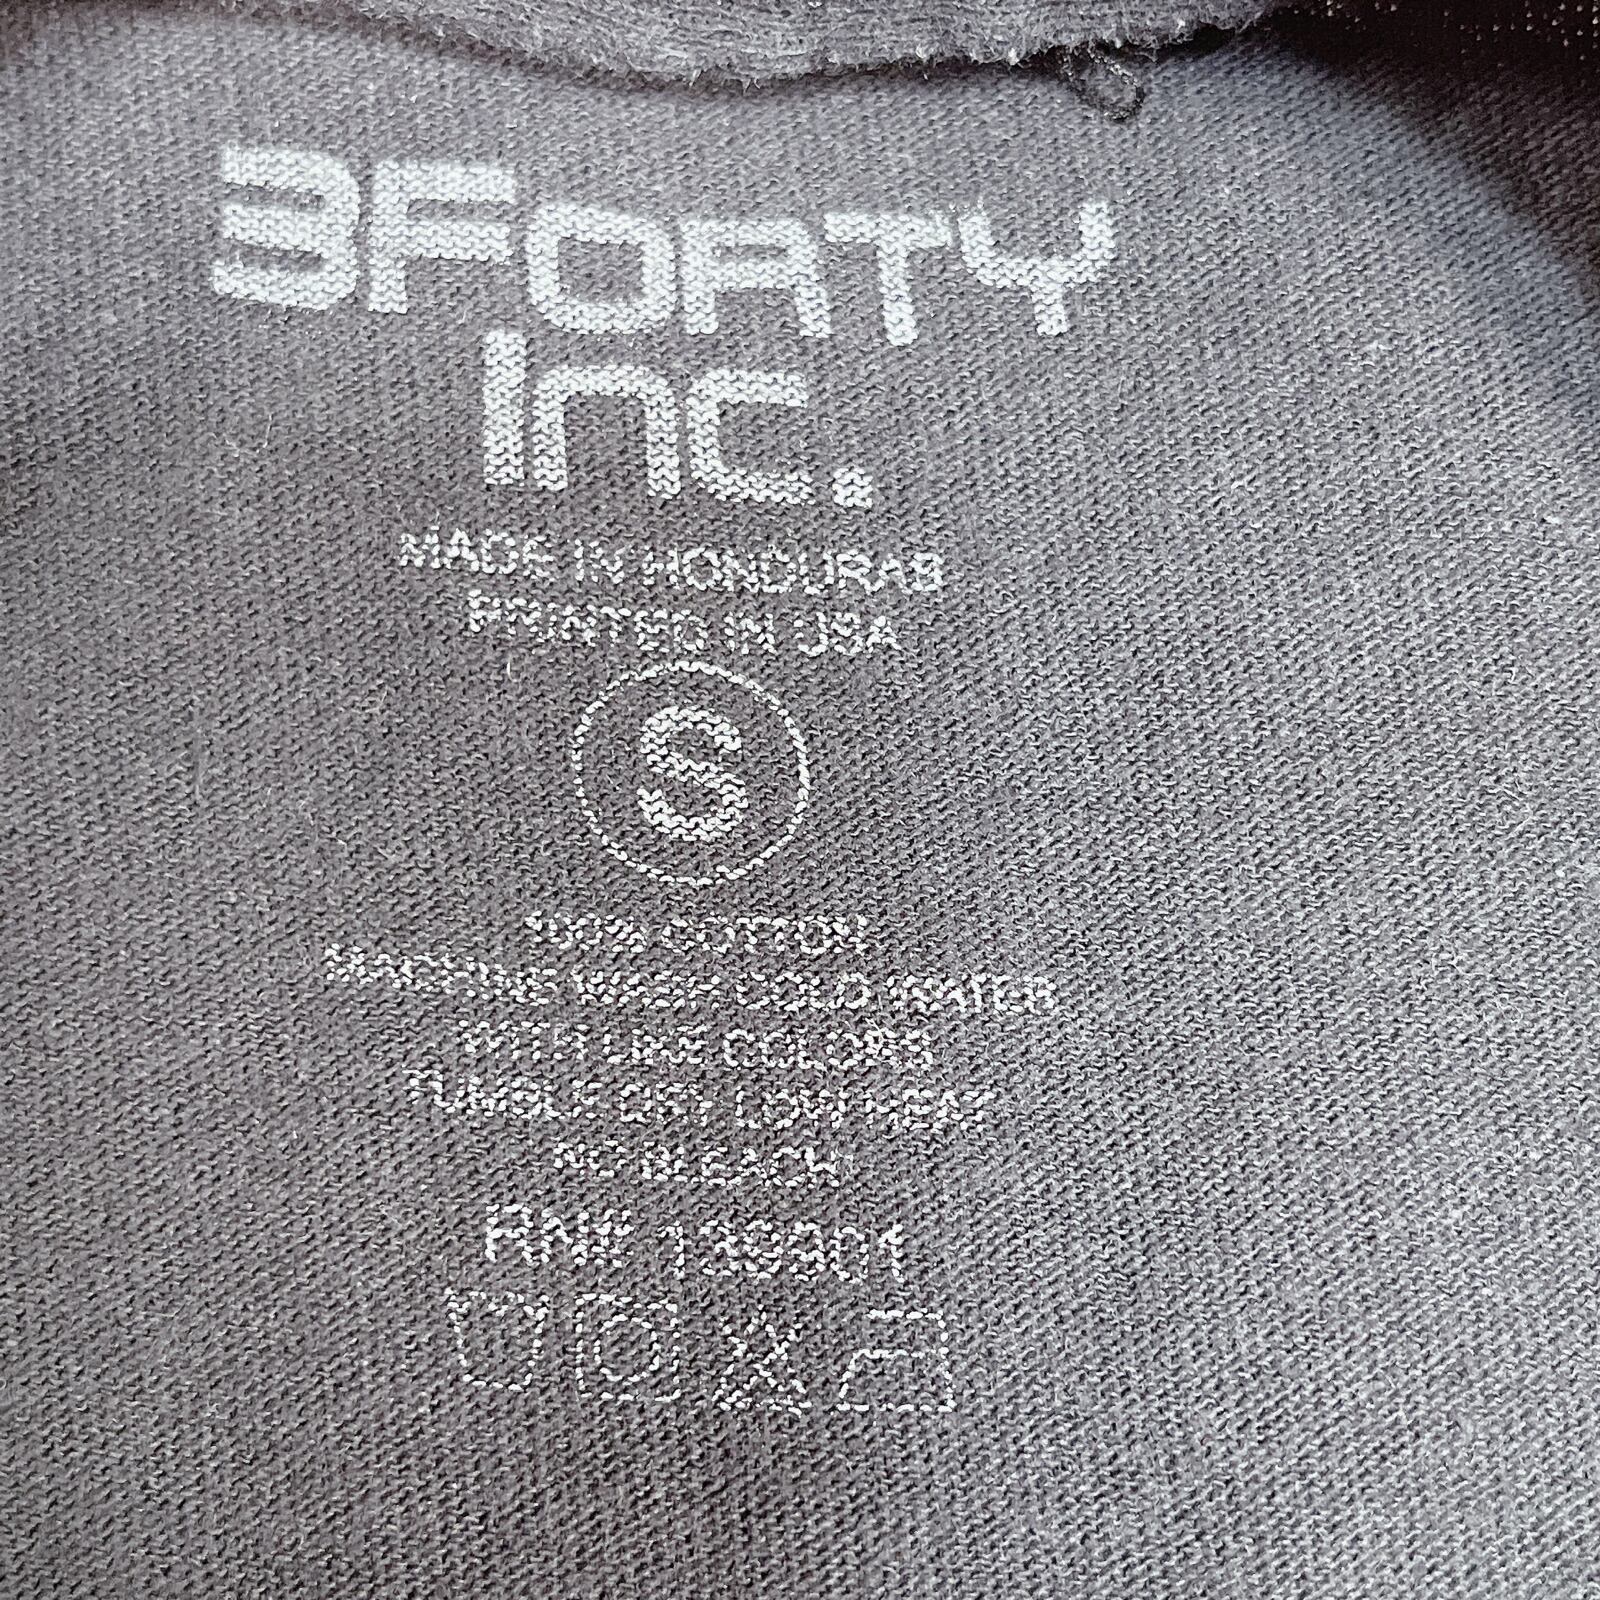 3FORTY
Inc.
MADE IN HONDURAS
PRINTED IN USA
S
100% COTTON
MACHINE WASH COLD WATER
WITH LIKE COLORS
TUMBLE DRY LOW HEAT
NO BLEACH
RN#